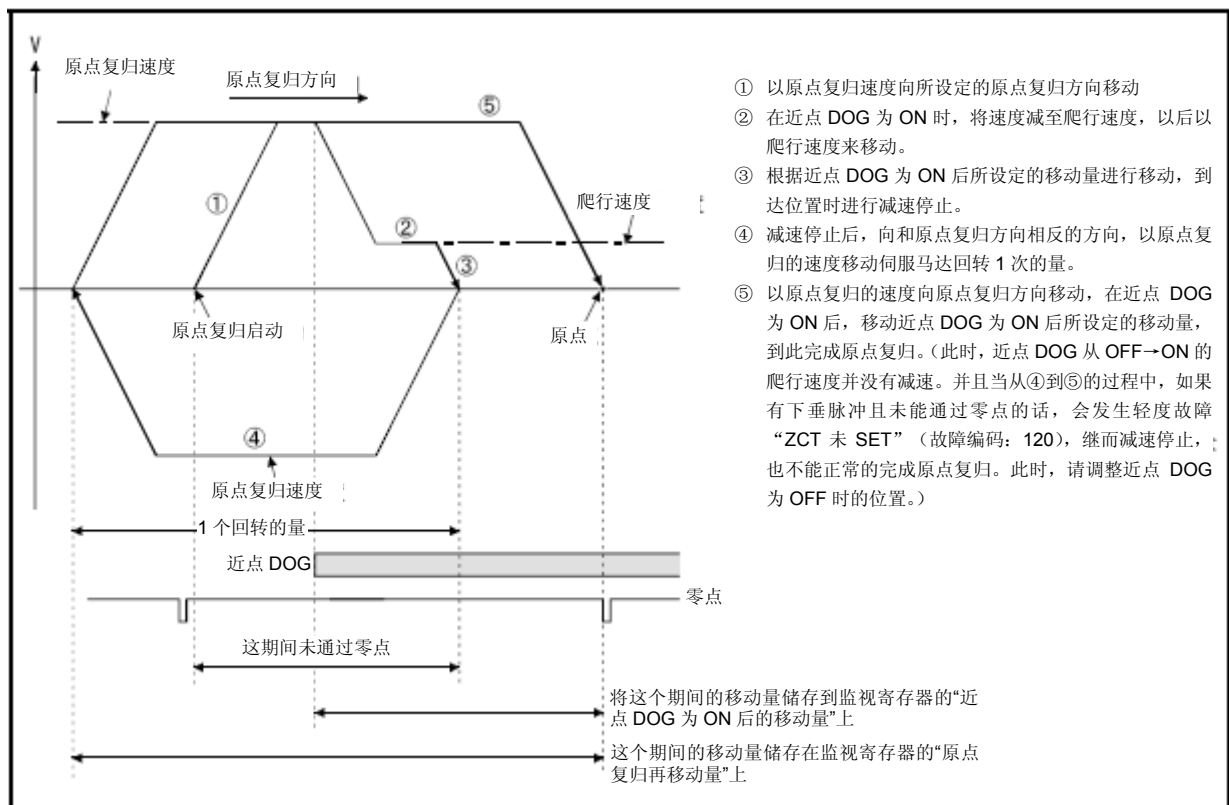 V
原点复归速度
原点复归方向
⑤
①
爬行速度
②
③
原点复归启动
原点
④
原点复归速度
1 个回转的量
近点 DOG
零点
这期间未通过零点
将这个期间的移动量储存到监视寄存器的“近
点 DOG 为 ON 后的移动量”上
这个期间的移动量储存在监视寄存器的“原点
复归再移动量”上
① 以原点复归速度向所设定的原点复归方向移动
② 在近点 DOG 为 ON 时，将速度减至爬行速度，以后以
爬行速度来移动。
③ 根据近点 DOG 为 ON 后所设定的移动量进行移动，到
达位置时进行减速停止。
④ 减速停止后，向和原点复归方向相反的方向，以原点复
归的速度移动伺服马达回转 1 次的量。
⑤ 以原点复归的速度向原点复归方向移动，在近点 DOG
为 ON 后，移动近点 DOG 为 ON 后所设定的移动量，
到此完成原点复归。（此时，近点 DOG 从 OFF→ON 的
爬行速度并没有减速。并且当从④到⑤的过程中，如果
有下垂脉冲且未能通过零点的话，会发生轻度故障
“ZCT 未 SET”（故障编码：120），继而减速停止，
也不能正常的完成原点复归。此时，请调整近点 DOG
为 OFF 时的位置。）